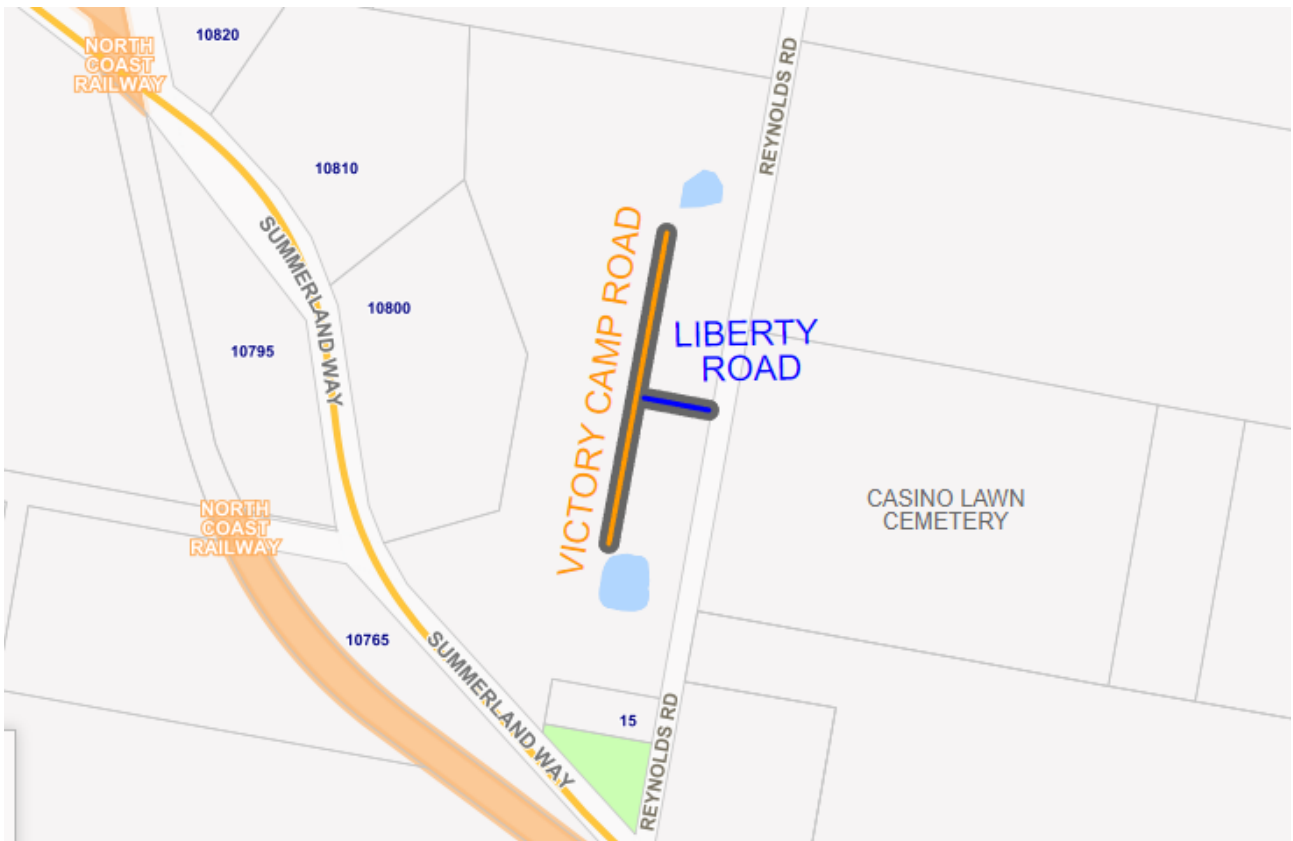 10820
NORTH
COAST
RAILWAY
REYNOLDS RD
10810
SUMMERLAND WAY
VICTORY CAMP ROAD
10800
LIBERTY
ROAD
10795
CASINO LAWN
CEMETERY
NORTH
COAST
RAILWAY
10765
SUMMERLAND WAY
15
REYNOLDS RD